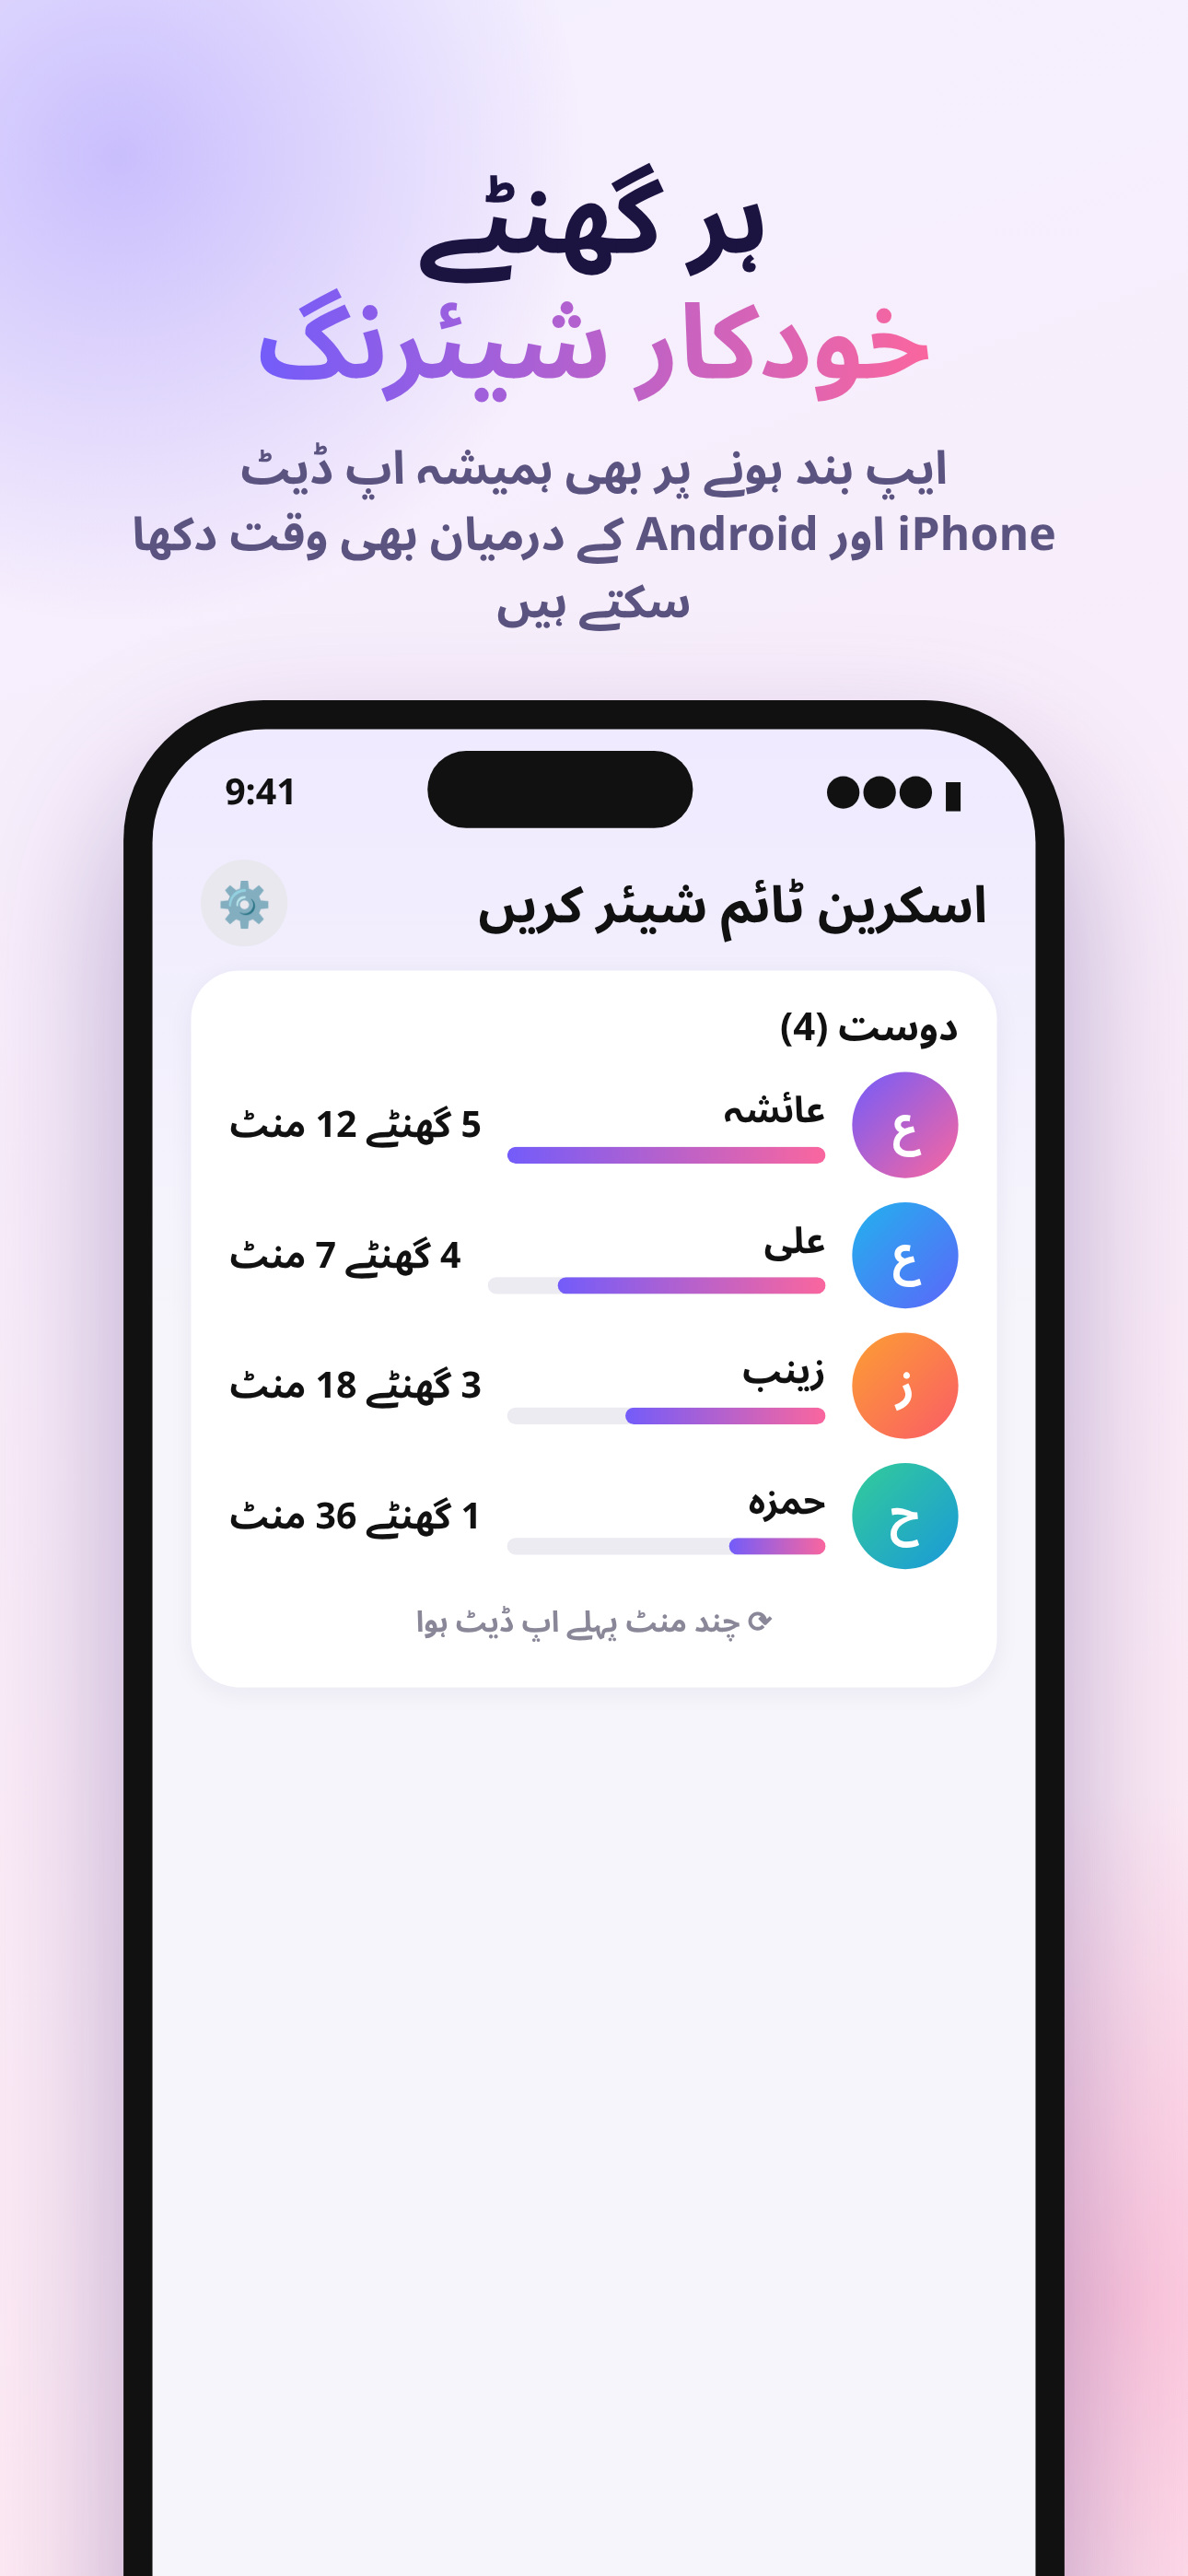 ہر گھنٹے
خودکار شیئرنگ
ایپ بند ہونے پر بھی ہمیشہ اپ ڈیٹ
iPhone اور Android کے درمیان بھی وقت دکھا
سکتے ہیں
9:41
اسکرین ٹائم شیئر کریں
دوست (4)
ع
عائشہ
5 گھنٹے 12 منٹ
ع
علی
4 گھنٹے 7 منٹ
ز
زینب
3 گھنٹے 18 منٹ
ح
حمزہ
1 گھنٹے 36 منٹ
⟳ چند منٹ پہلے اپ ڈیٹ ہوا